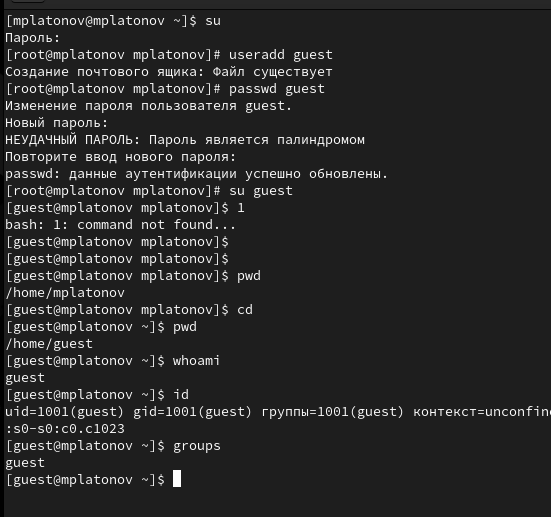 [mplatonov@mplatonov ~]$ su
Пароль:
[root@mplatonov mplatonov]# useradd guest
Создание почтового ящика: Файл существует
[root@mplatonov mplatonov]# passwd guest
Изменение пароля пользователя guest.
Новый пароль:
НЕУДАЧНЫЙ ПАРОЛЬ: Пароль является палиндромом
Повторите ввод нового пароля:
passwd: данные аутентификации успешно обновлены.
[root@mplatonov mplatonov]# su guest
[guest@mplatonov mplatonov]$ 1
bash: 1: command not found...
[guest@mplatonov mplatonov]$
[guest@mplatonov mplatonov]$
[guest@mplatonov mplatonov]$ pwd
/home/mplatonov
[guest@mplatonov mplatonov]$ cd
[guest@mplatonov ~]$ pwd
/home/guest
[guest@mplatonov ~]$ whoami
guest
[guest@mplatonov ~]$ id
uid=1001(guest) gid=1001(guest) группы=1001(guest) контекст=unconfin
:s0-s0:c0.c1023
[guest@mplatonov ~]$ groups
guest
[guest@mplatonov ~]$